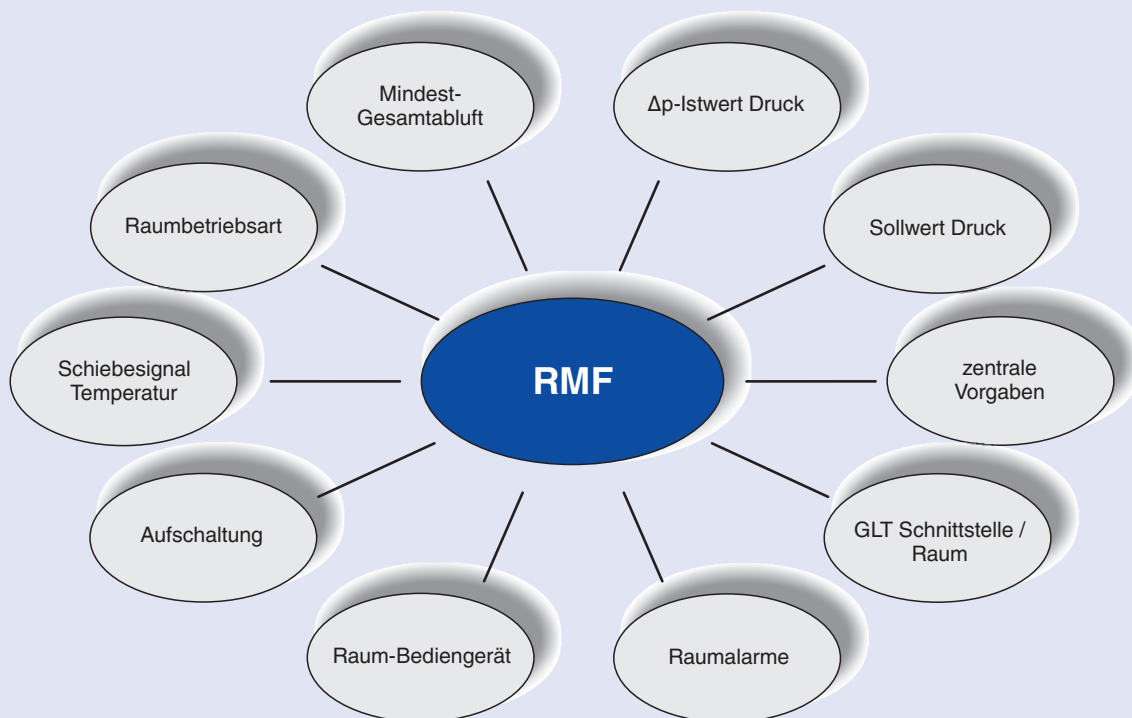 Mindest-
Gesamtabluft
Δp-Istwert Druck
Raumbetriebsart
Sollwert Druck
Schiebesignal
Temperatur
RMF
zentrale
Vorgaben
Aufschaltung
GLT Schnittstelle /
Raum
Raum-Bediengerät
Raumalarme